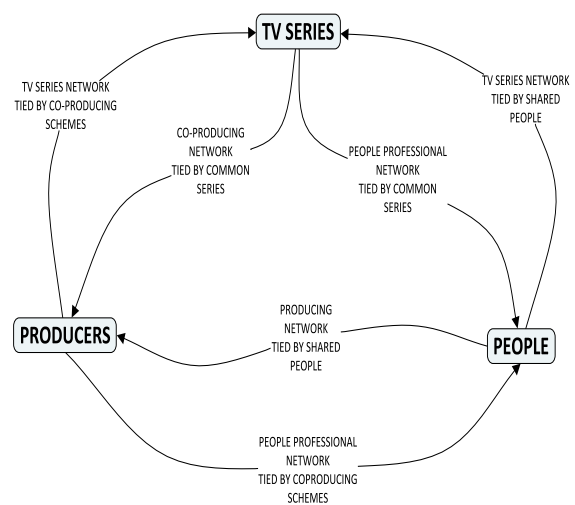 TV SERIES
TV SERIES NETWORK
TIED BY CO-PRODUCING
SCHEMES
TV SERIES NETWORK
TIED BY SHARED
PEOPLE
CO-PRODUCING
NETWORK
TIED BY COMMON
SERIES
PEOPLE PROFESSIONAL
NETWORK
TIED BY COMMON
SERIES
PRODUCERS
PRODUCING
NETWORK
TIED BY SHARED
PEOPLE
PEOPLE
PEOPLE PROFESSIONAL
NETWORK
TIED BY COPRODUCING
SCHEMES